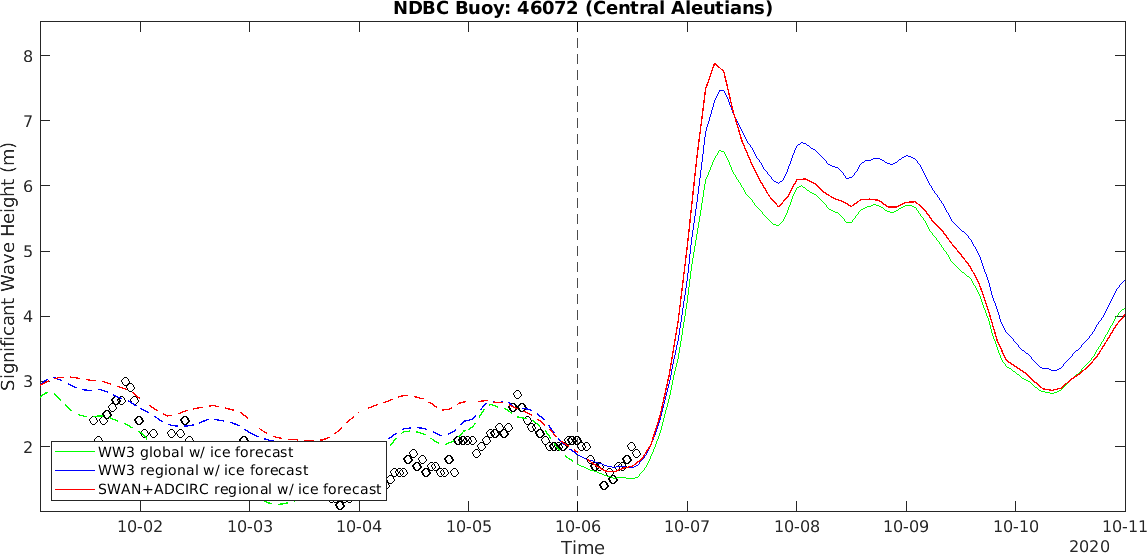 NDBC Buoy: 46072 (Central Aleutians)
Significant Wave Height (m)
8
7
6
5
4
3
2
WW3 global w/ ice forecast
WW3 regional w/ ice forecast
SWAN+ADCIRC regional w/ ice forecast
10-02 10-03 10-04 10-05 10-06 10-07 10-08 10-09 10-10 10-11
Time
2020